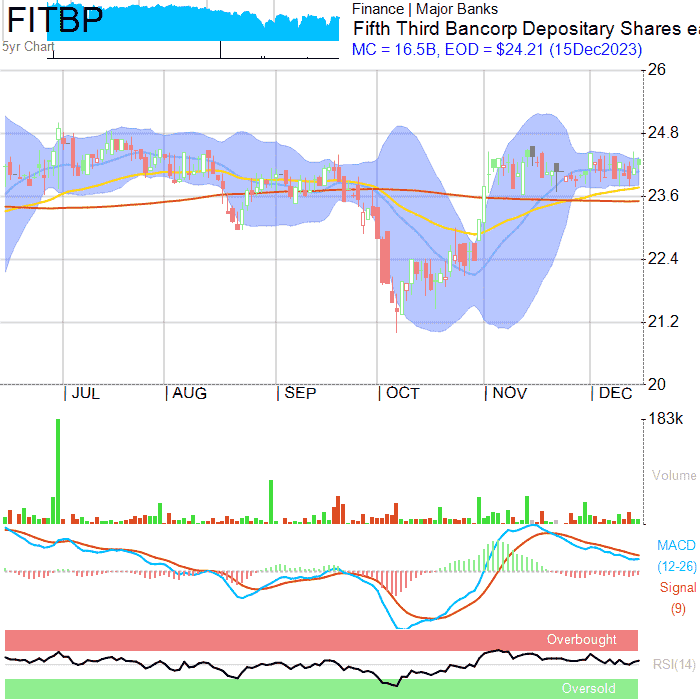 FITBP
Finance | Major Banks
Fifth Third Bancorp Depositary Shares ea
5yr Chart
MC = 16.5B, EOD = $24.21 (15Dec2023)
26
24.8
23.6
22.4
21.2
20
| JUL | AUG | SEP | OCT | NOV | DEC
183k
Volume
MACD
(12-26)
Signal
(9)
Overbought
RSI(14)
Oversold